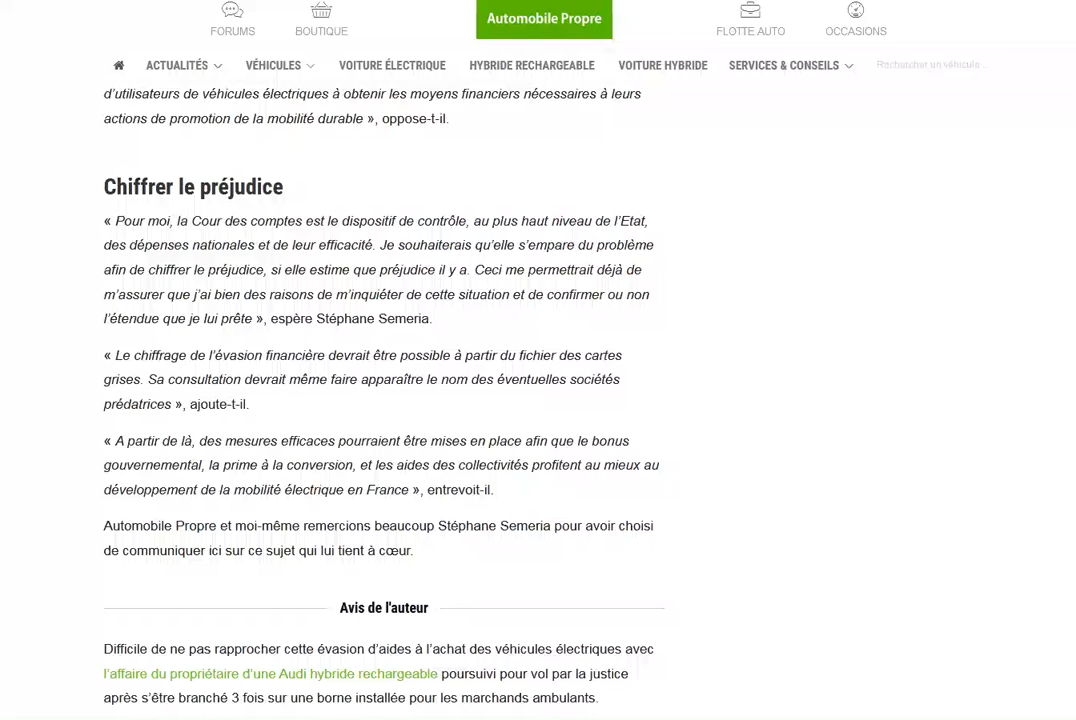 FORUMS
BOUTIQUE
Automobile Propre
FLOTTE AUTO
OCCASIONS
ACTUALITÉS
VÉHICULES
VOITURE ÉLECTRIQUE
HYBRIDE RECHARGEABLE
VOITURE HYBRIDE
SERVICES & CONSEILS
Rechercher un véhicule ...
d'utilisateurs de véhicules électriques à obtenir les moyens financiers nécessaires à leurs
actions de promotion de la mobilité durable », oppose-t-il.
Chiffrer le préjudice
« Pour moi, la Cour des comptes est le dispositif de contrôle, au plus haut niveau de l'Etat,
des dépenses nationales et de leur efficacité. Je souhaiterais qu'elle s'empare du problème
afin de chiffrer le préjudice, si elle estime que préjudice il y a. Ceci me permettrait déjà de
m'assurer que j'ai bien des raisons de m'inquiéter de cette situation et de confirmer ou non
l'étendue que je lui prête », espère Stéphane Semeria.
« Le chiffrage de l'évasion financière devrait être possible à partir du fichier des cartes
grises. Sa consultation devrait même faire apparaître le nom des éventuelles sociétés
prédatrices », ajoute-t-il.
« A partir de là, des mesures efficaces pourraient être mises en place afin que le bonus
gouvernemental, la prime à la conversion, et les aides des collectivités profitent au mieux au
développement de la mobilité électrique en France », entrevoit-il.
Automobile Propre et moi-même remercions beaucoup Stéphane Semeria pour avoir choisi
de communiquer ici sur ce sujet qui lui tient à cœur.
Avis de l'auteur
Difficile de ne pas rapprocher cette évasion d'aides à l'achat des véhicules électriques avec
l'affaire du propriétaire d'une Audi hybride rechargeable poursuivi pour vol par la justice
après s'être branché 3 fois sur une borne installée pour les marchands ambulants.